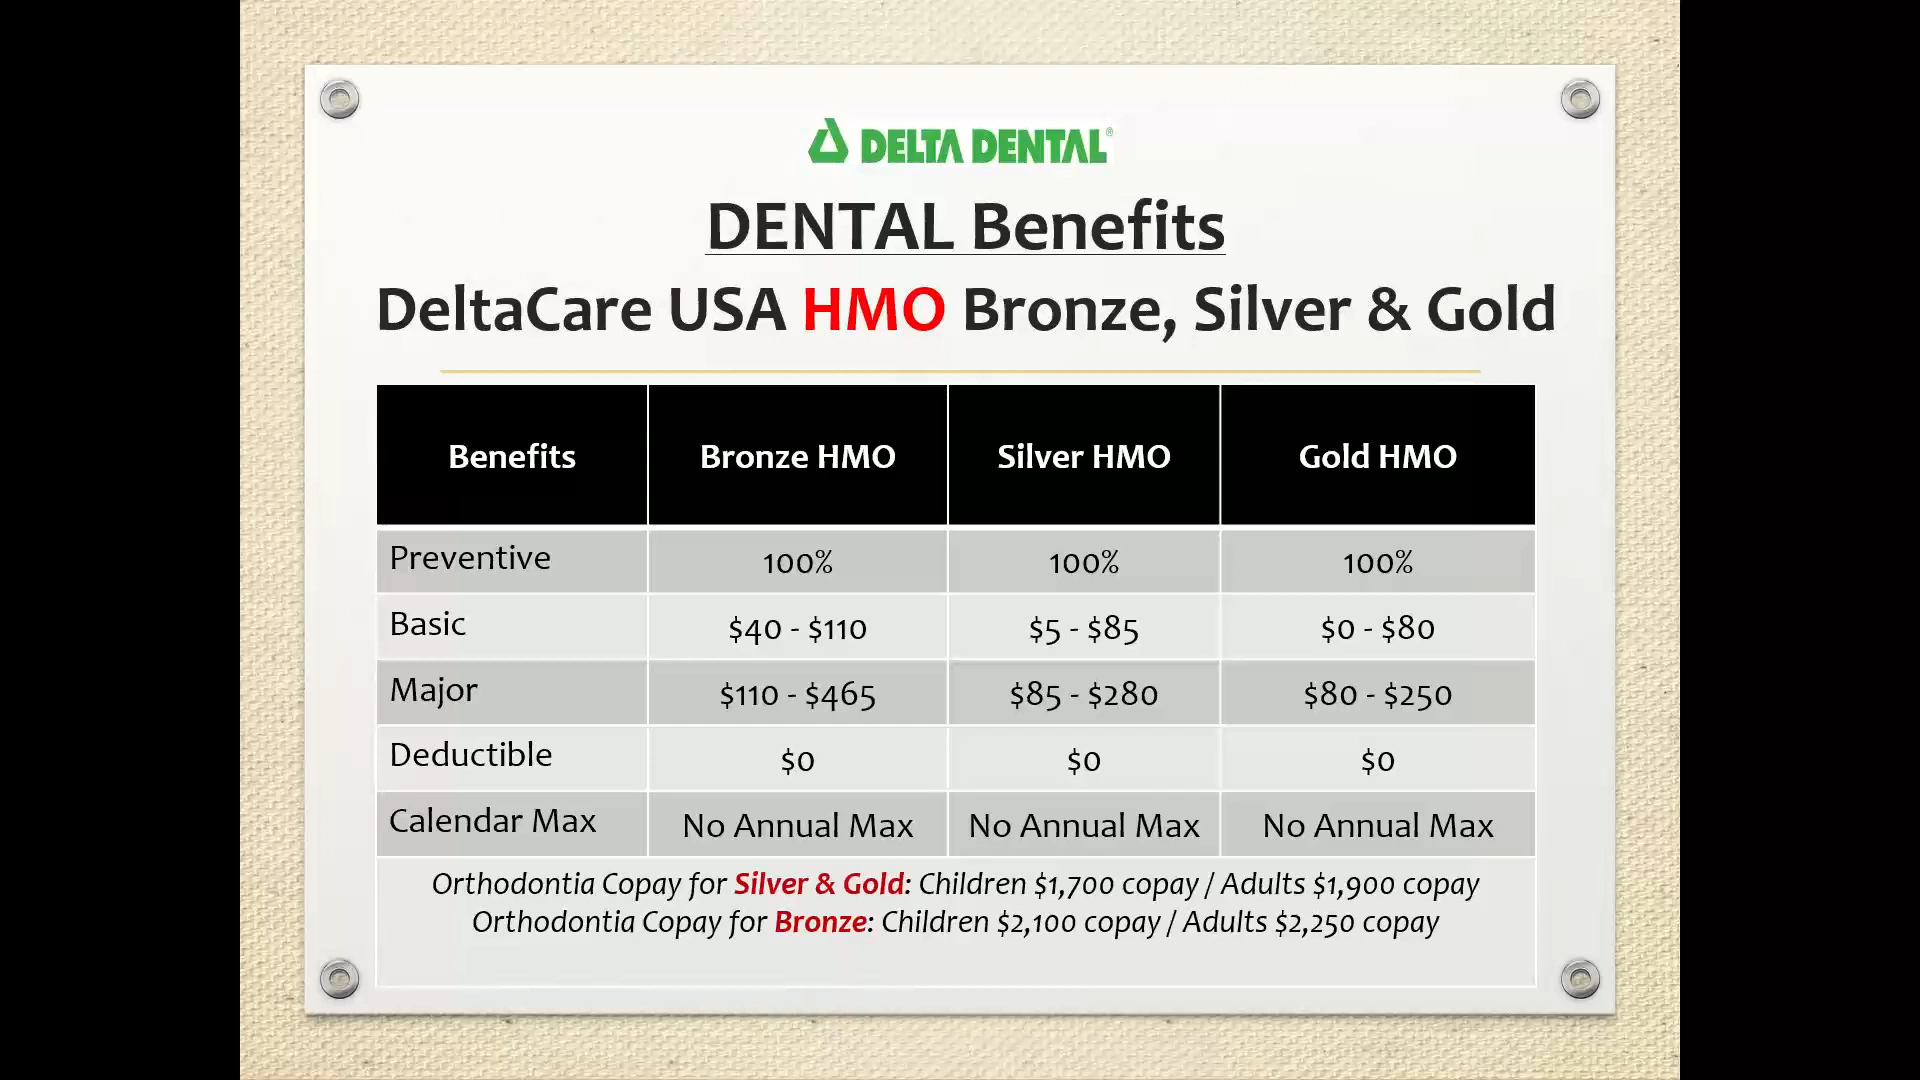 DELTA DENTAL®
DENTAL Benefits
DeltaCare USA HMO Bronze, Silver & Gold
Benefits Bronze HMO Silver HMO Gold HMO
Preventive 100% 100% 100%
Basic $40 - $110 $5 - $85 $0 - $80
Major $110 - $465 $85 - $280 $80 - $250
Deductible $0 $0 $0
Calendar Max No Annual Max No Annual Max No Annual Max
Orthodontia Copay for Silver & Gold: Children $1,700 copay / Adults $1,900 copay
Orthodontia Copay for Bronze: Children $2,100 copay / Adults $2,250 copay